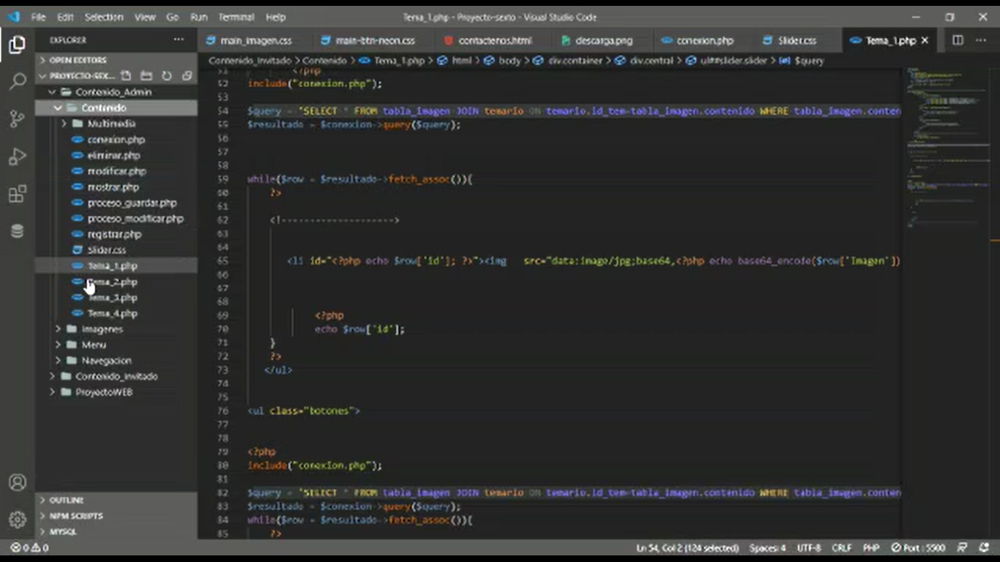 File Edit Selection View Go Run Terminal Help
Tema_1.php - Proyecto-sexto - Visual Studio Code
EXPLORER ...
OPEN EDITORS
PROYECTO-SEX...
Contenido_Admin
Contenido
Multimedia
conexion.php
eliminar.php
modificar.php
mostrar.php
proceso_guardar.php
proceso_modificar.php
registrar.php
Slider.css
Tema_1.php
Tema_2.php
Tema_3.php
Tema_4.php
Imagenes
Menu
Navegacion
Contenido_Invitado
ProyectoWEB
OUTLINE
NPM SCRIPTS
MYSQL
main_imagen.css main-btn-neon.css contactenos.html descarga.png conexion.php Slider.css Tema_1.php
Contenido_Invitado > Contenido > Tema_1.php > html > body > div.container > div.central > ul#slider.slider > $query
<?php
52 include("conexion.php");
53
54 $query = "SELECT * FROM tabla_imagen JOIN temario ON temario.id_tem=tabla_imagen.contenido WHERE tabla_imagen.conten
55 $resultado = $conexion->query($query);
56
57
58
59 while($row = $resultado->fetch_assoc()){
60 ?>
61
62 <!-------------------->
63
64
65 <li id="<?php echo $row['id']; ?>"><img src="data:image/jpg;base64,<?php echo base64_encode($row['Imagen'])
66
67
68
69 <?php
70 echo $row['id'];
71 }
72 ?>
73 </ul>
74
75
76 <ul class="botones">
77
78
79 <?php
80 include("conexion.php");
81
82 $query = "SELECT * FROM tabla_imagen JOIN temario ON temario.id_tem=tabla_imagen.contenido WHERE tabla_imagen.conten
83 $resultado = $conexion->query($query);
84 while($row = $resultado->fetch_assoc()){
85 ?>
0 0 Ln 54, Col 2 (124 selected) Spaces: 4 UTF-8 CRLF PHP Port : 5500